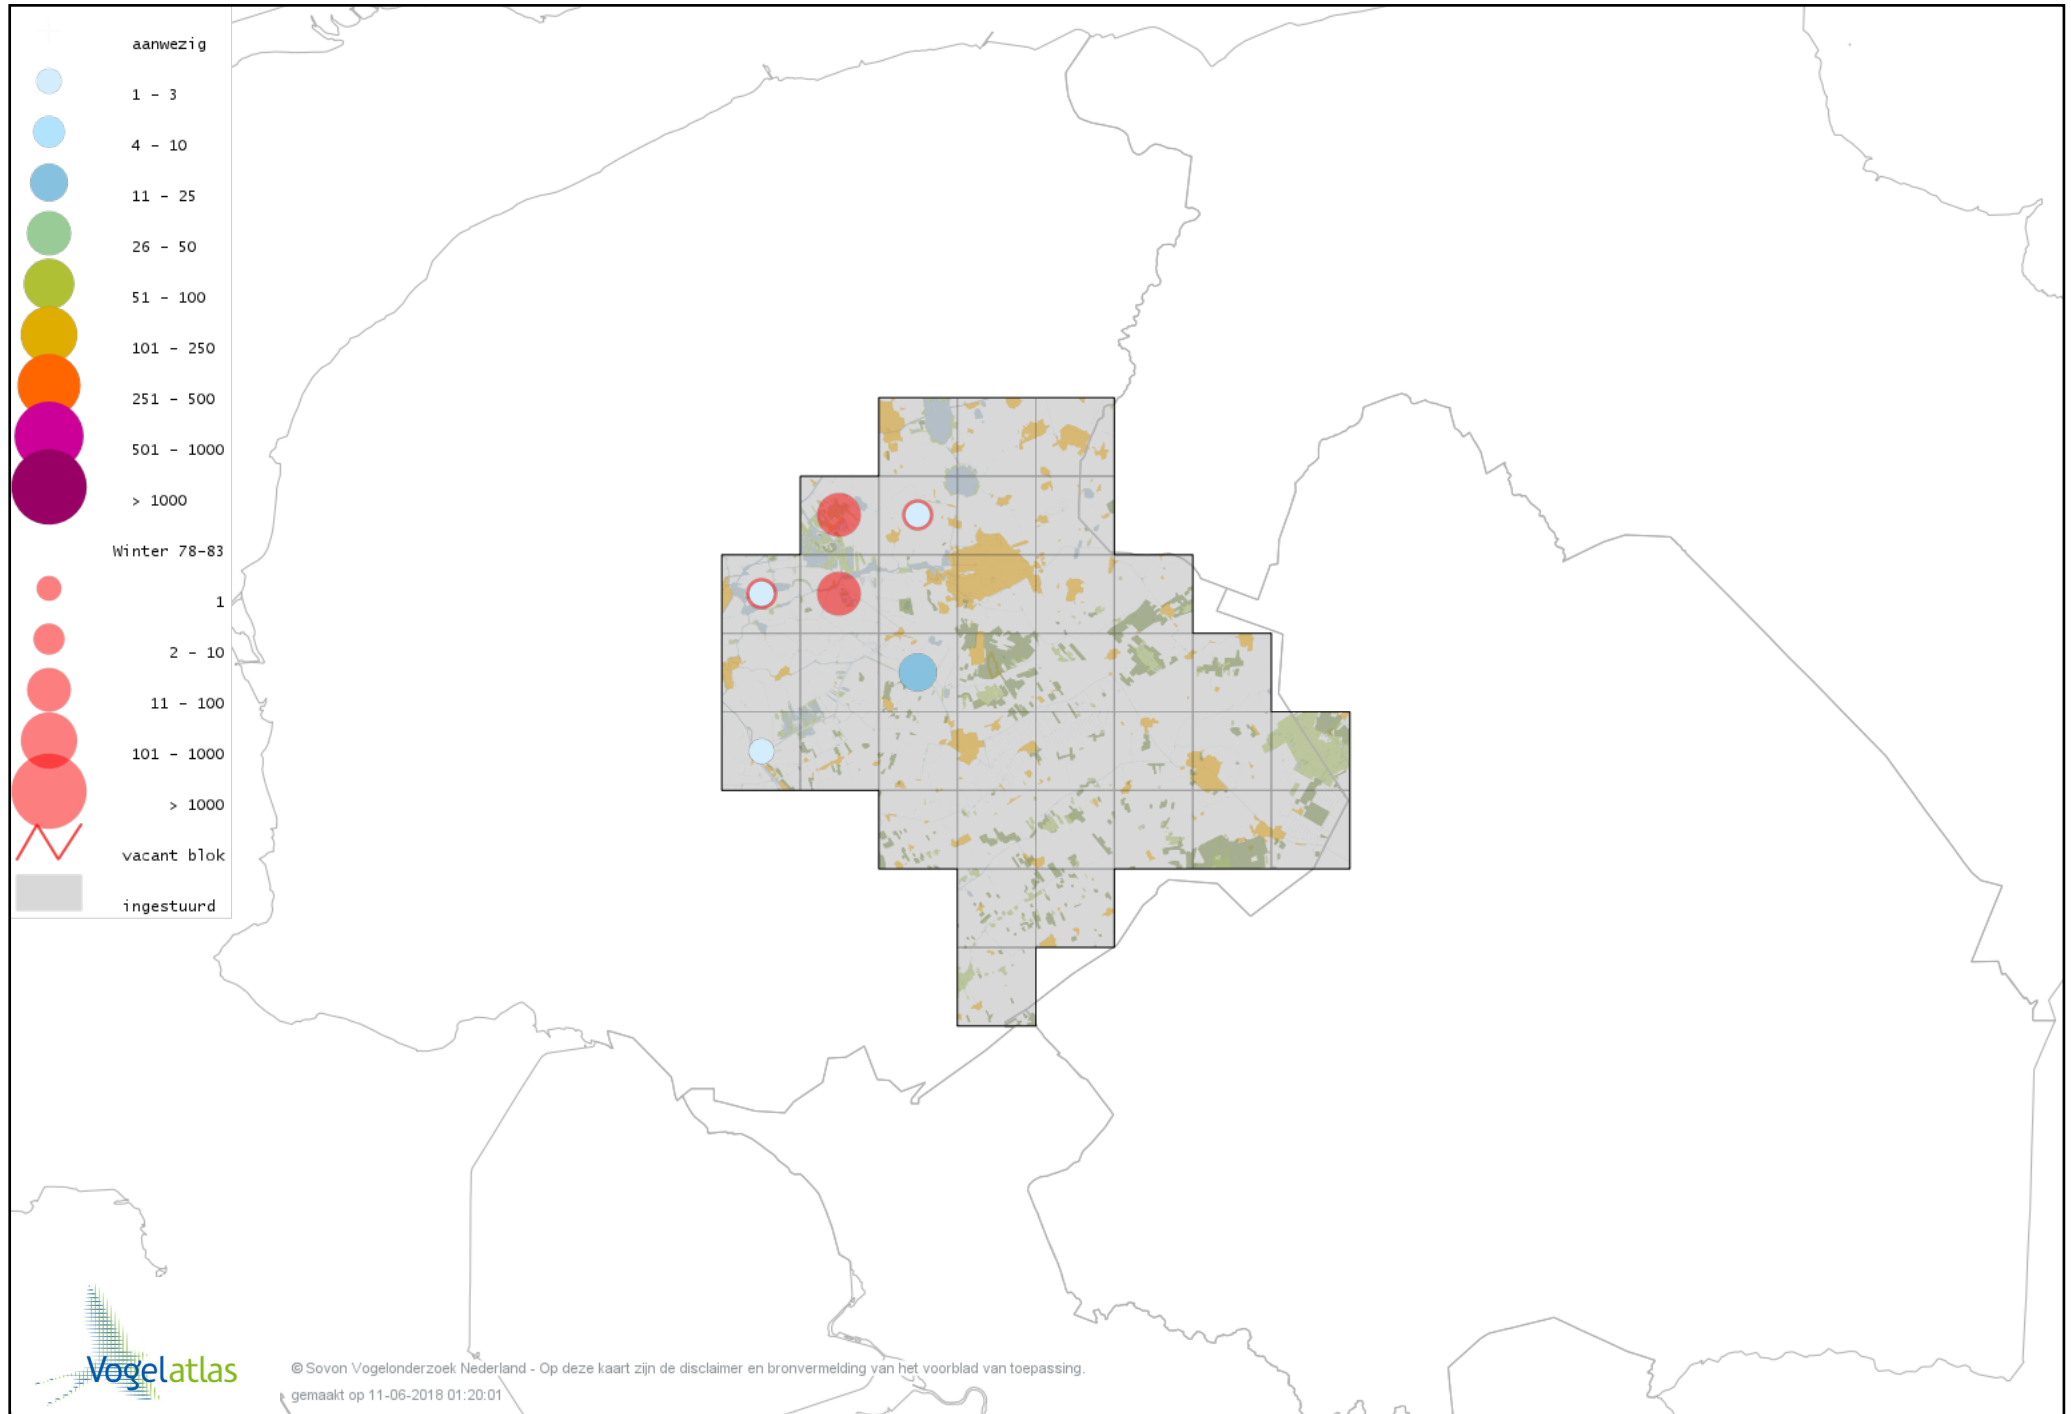 aanwezig
1 - 3
4 - 10
11 - 25
26 - 50
51 - 100
101 - 250
251 - 500
501 - 1000
> 1000
Winter 78-83
1
2 - 10
11 - 100
101 - 1000
> 1000
vacant blok
ingestuurd
Vogelatlas
© Sovon Vogelonderzoek Nederland - Op deze kaart zijn de disclaimer en bronvermelding van het voorblad van toepassing.
gemaakt op 11-06-2018 01:20:01